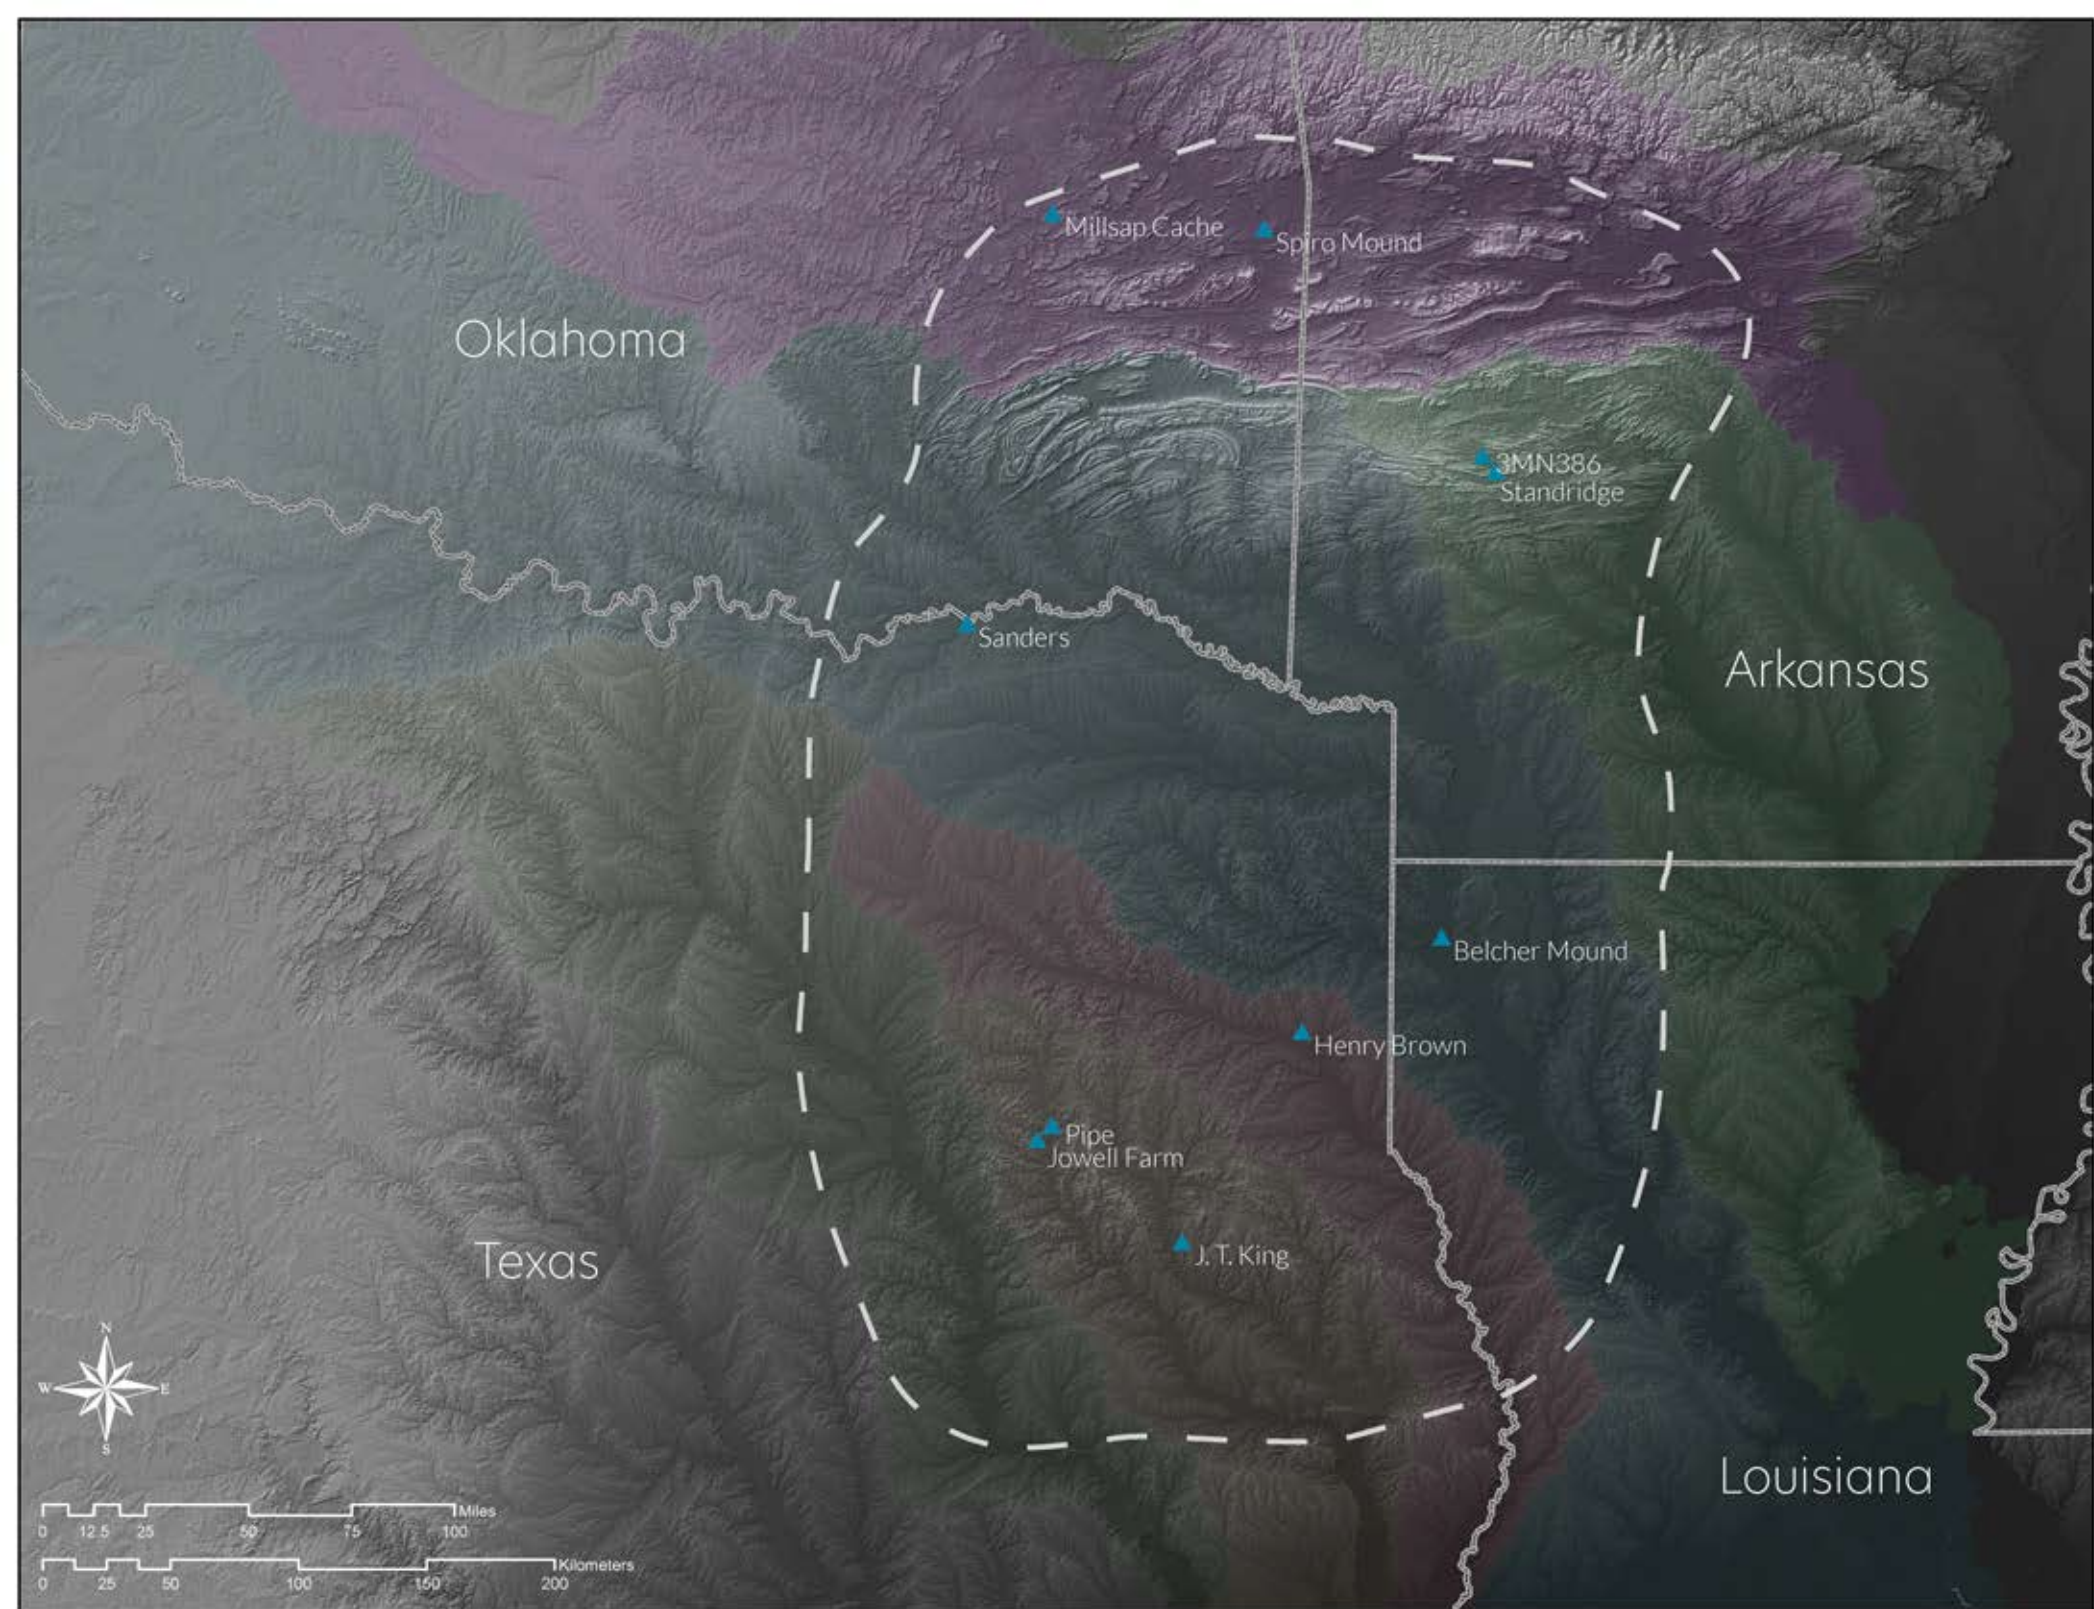 Millsap Cache
Spiro Mound
Oklahoma
3MN386
Standridge
Sanders
Arkansas
Belcher Mound
Henry Brown
Pipe
Jowell Farm
J. T. King
Texas
Louisiana
N
W E
S
Miles
0 12.5 25 50 75 100
Kilometers
0 25 50 100 150 200